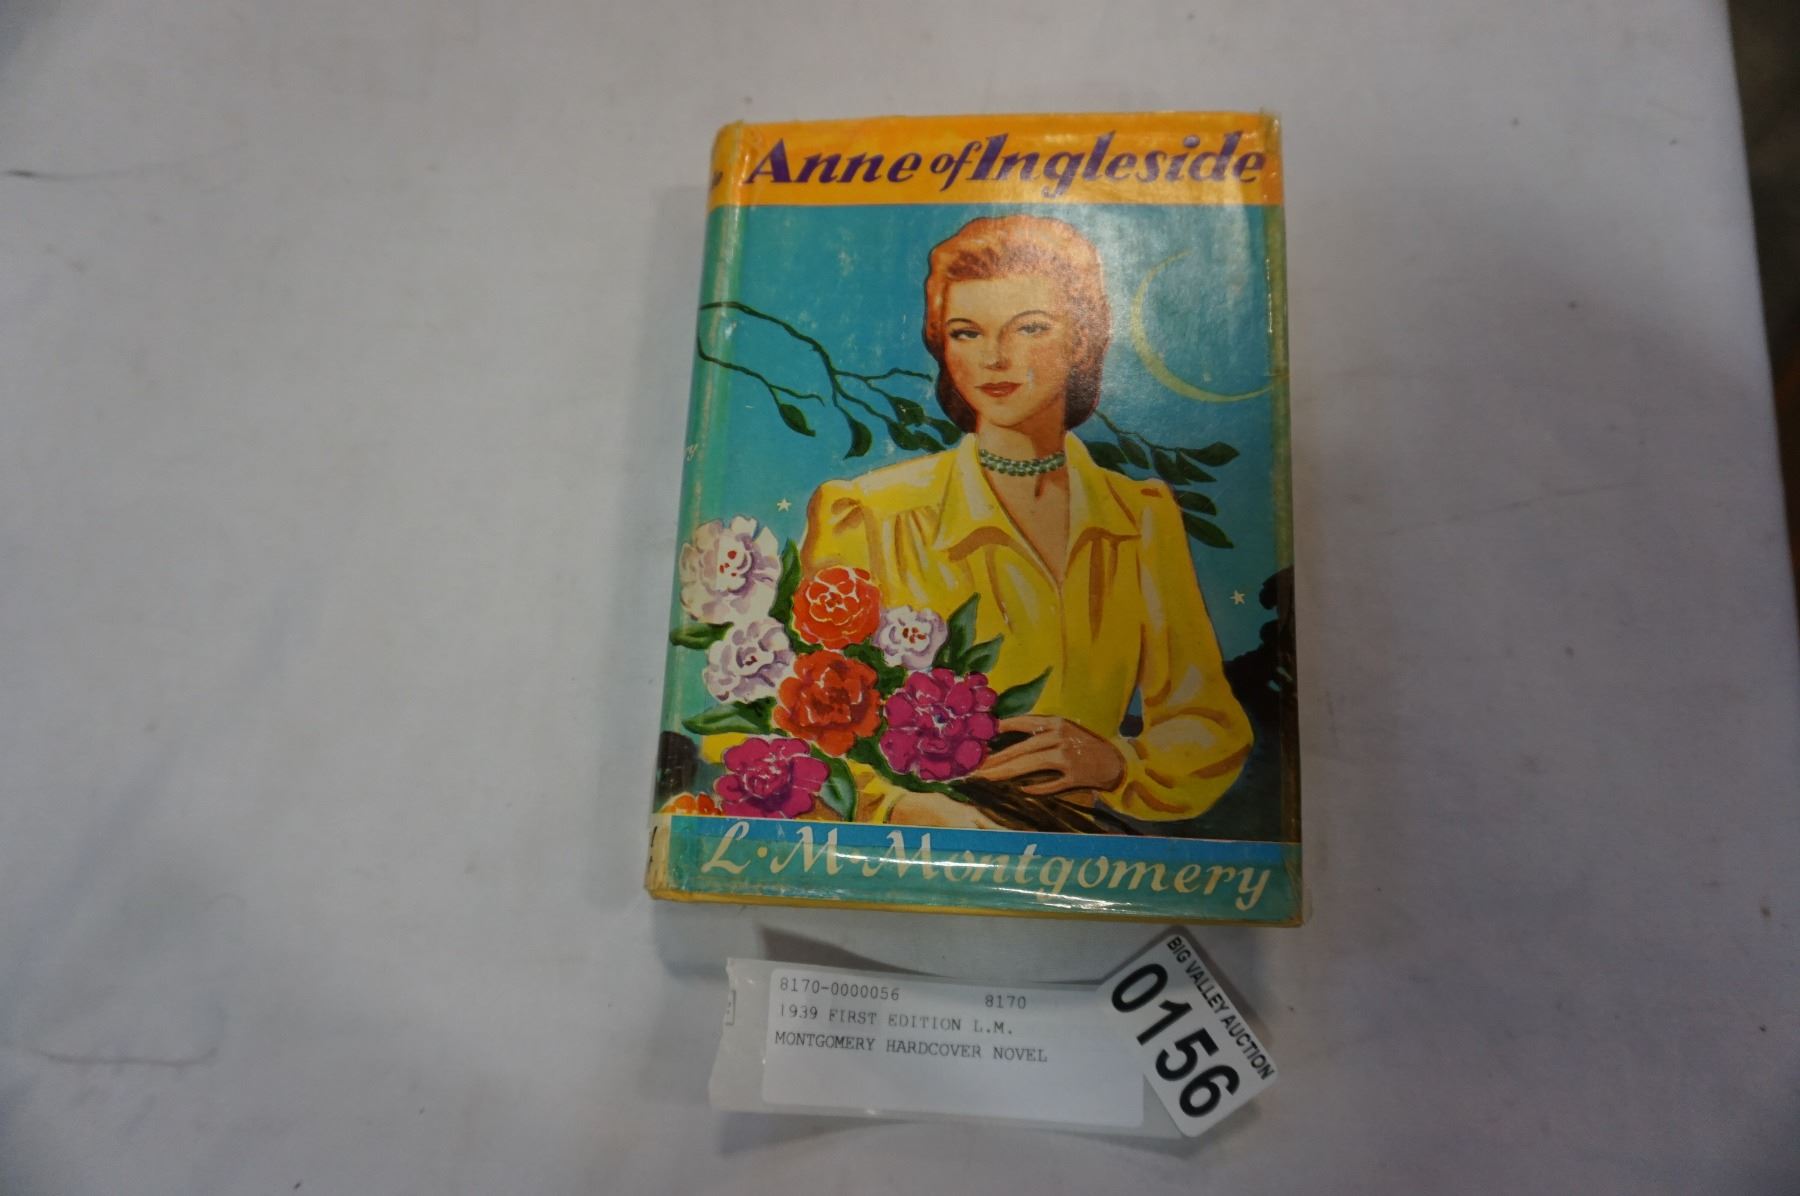 Anne of Ingleside
L. M. Montgomery
8170-0000056 8170
1939 FIRST EDITION L.M.
MONTGOMERY HARDCOVER NOVEL
BIG VALLEY AUCTION
0156